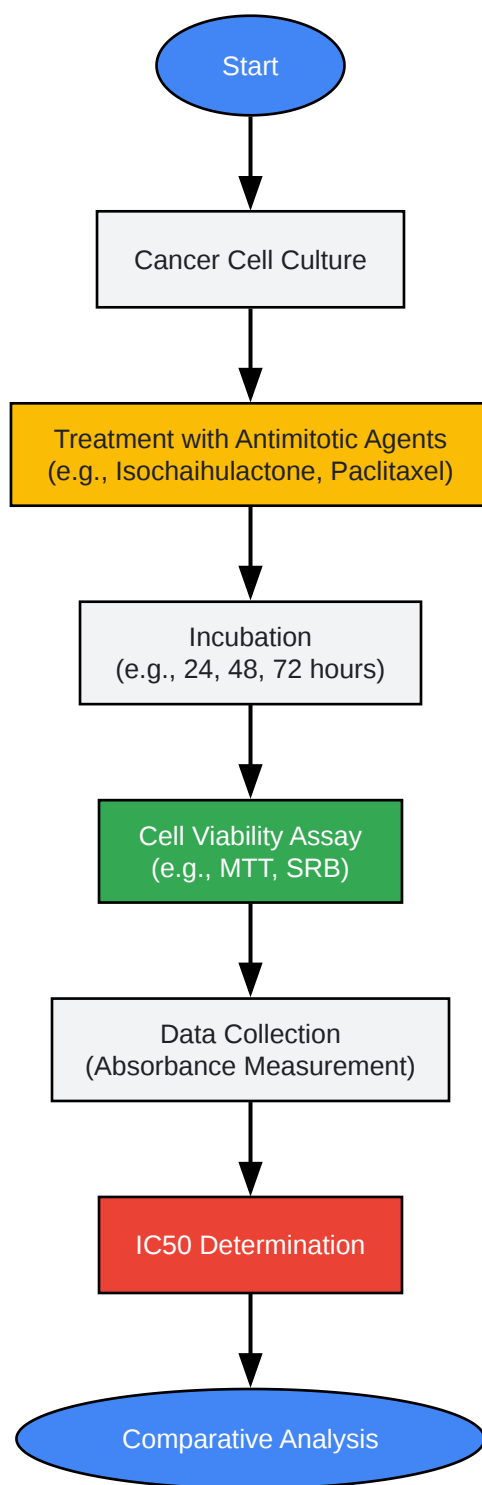 Start
Cancer Cell Culture
Treatment with Antimitotic Agents
(e.g., Isochaihulactone, Paclitaxel)
Incubation
(e.g., 24, 48, 72 hours)
Cell Viability Assay
(e.g., MTT, SRB)
Data Collection
(Absorbance Measurement)
IC50 Determination
Comparative Analysis